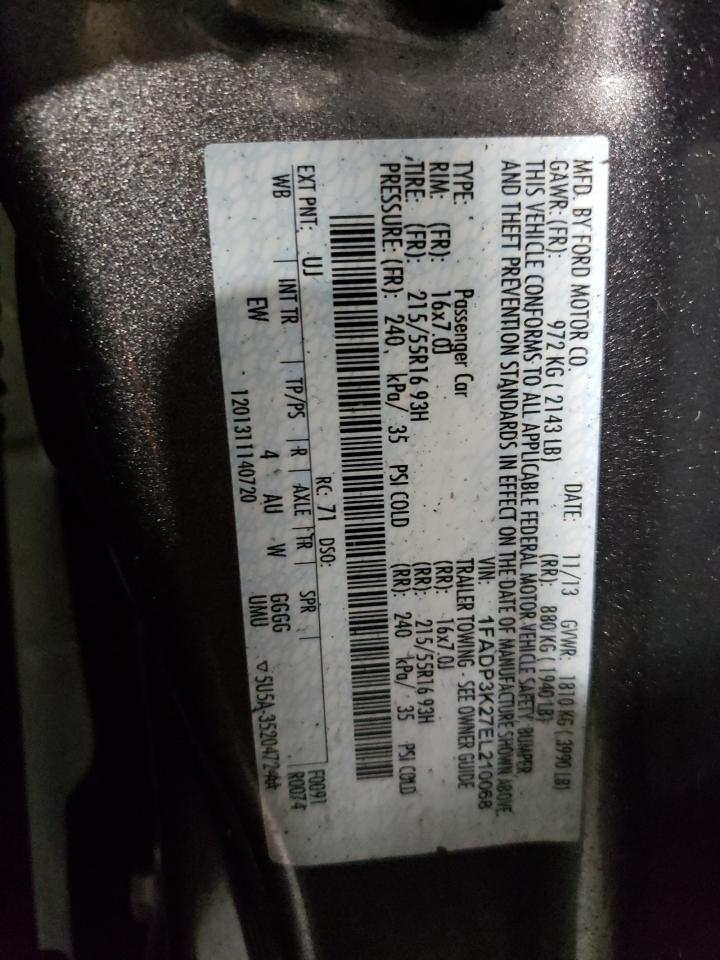 MFD. BY FORD MOTOR CO. DATE: 11/13 GVWR: 1810 KG ( 3990 LB)
GAWR: (FR): 972 KG ( 2143 LB) (RR): 880 KG ( 1940 LB)
THIS VEHICLE CONFORMS TO ALL APPLICABLE FEDERAL MOTOR VEHICLE SAFETY, BUMPER
AND THEFT PREVENTION STANDARDS IN EFFECT ON THE DATE OF MANUFACTURE SHOWN ABOVE.
VIN: 1FADP3K27EL210068
TYPE: Passenger Car TRAILER TOWING - SEE OWNER GUIDE
RIM: (FR): 16x7.0J (RR): 16x7.0J
TIRE: (FR): 215/55R16 93H (RR): 215/55R16 93H
PRESSURE: (FR): 240 kPa/ 35 PSI COLD (RR): 240 kPa/ 35 PSI COLD
EXT PNT: UJ RC: 71 DSO: F0091
WB INT TR TP/PS R AXLE TR SPR R0074
EW 4 AU W GGGG
1201311140720 UMU ▽5U5A-3520472-